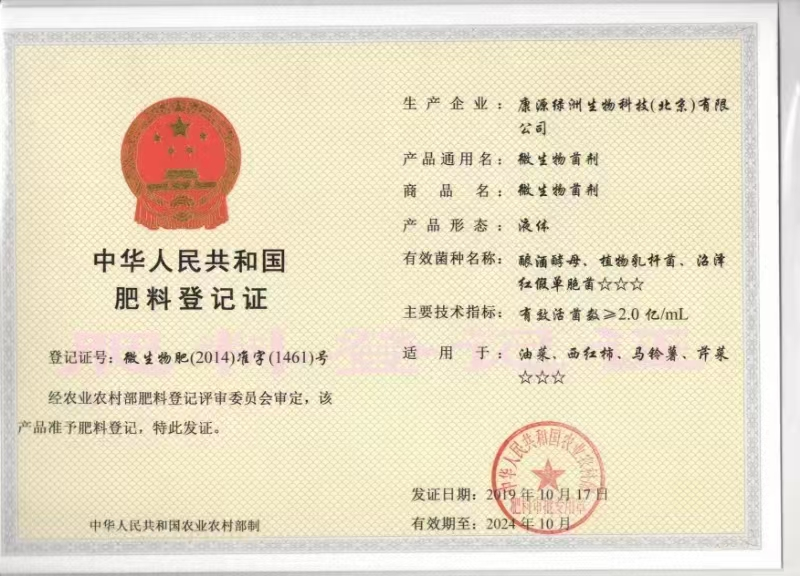 中华人民共和国
肥料登记证
登记证号：微生物肥(2014)准字(1461)号
经农业农村部肥料登记评审委员会审定，该
产品准予肥料登记，特此发证。
中华人民共和国农业农村部制
生产企业：康源绿洲生物科技(北京)有限
公司
产品通用名：微生物菌剂
商品名：微生物菌剂
产品形态：液体
有效菌种名称：酿酒酵母、植物乳杆菌、沼泽
红假单胞菌☆☆☆
主要技术指标：有效活菌数≥2.0 亿/mL
适用于：油菜、西红柿、马铃薯、芹菜
☆☆☆
中华人民共和国农业农村部
肥料审批专用章
发证日期：2019 年 10 月 17 日
有效期至：2024 年 10 月
肥料登记证